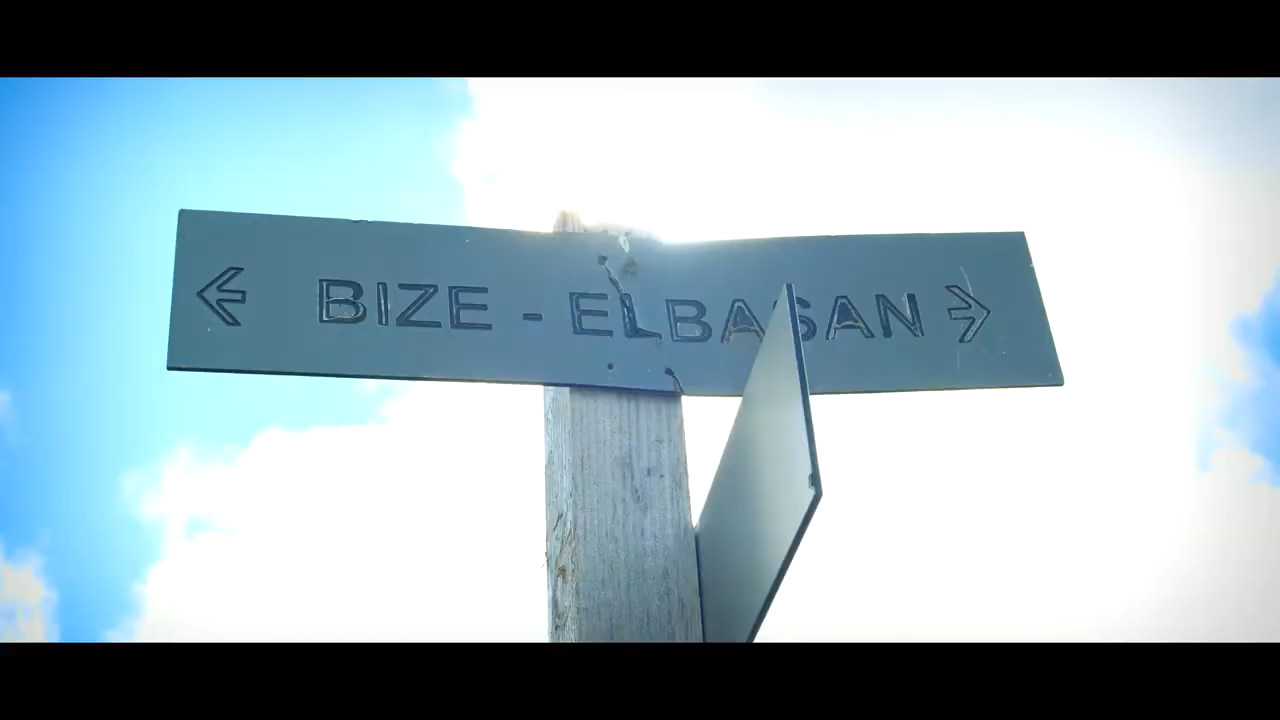 ← BIZE - ELBASAN →